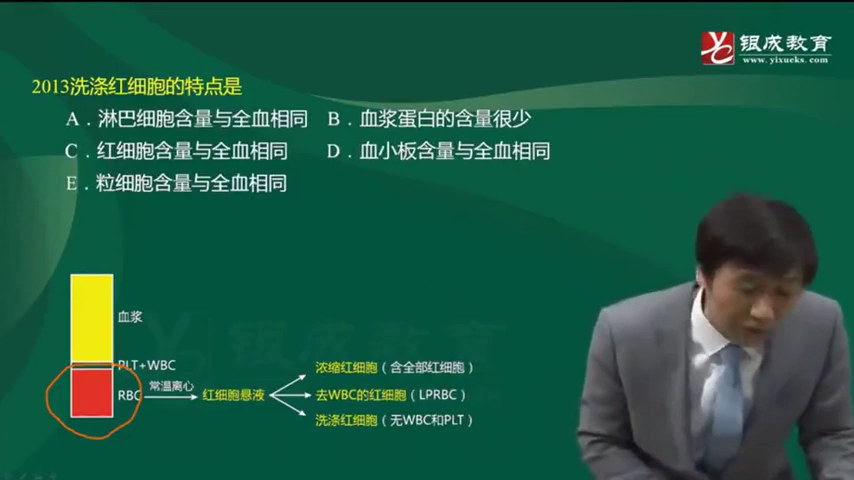 银成教育
www.yixueks.com
2013洗涤红细胞的特点是
A．淋巴细胞含量与全血相同 B．血浆蛋白的含量很少
C．红细胞含量与全血相同 D．血小板含量与全血相同
E．粒细胞含量与全血相同
银成教育
血浆
PLT+WBC
RBC 常温离心 红细胞悬液
浓缩红细胞（含全部红细胞）
去WBC的红细胞（LPRBC）
洗涤红细胞（无WBC和PLT）